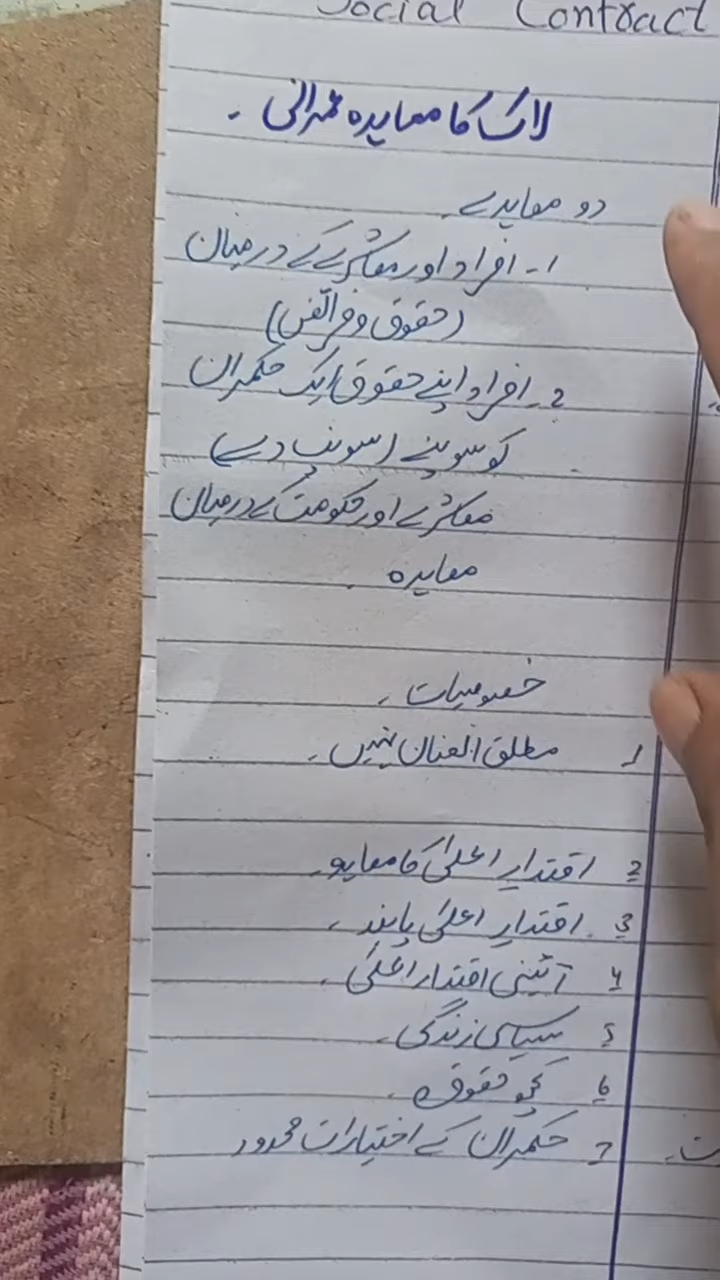 Social Contract
لاک کا معاہدہ عمرانی ۔
دو معاہدے ۔
1۔ افراد اور معاشرے کے درمیان
(حقوق و فرائض)
2۔ افراد اپنے حقوق ایک حکمران
کو سونپنے (سونپ دے)
معاشرے اور حکومت کے درمیان
معاہدہ ۔
خصوصیات ۔
1 مطلق العنان نہیں ۔
2 اقتدارِ اعلیٰ کا معاہدہ ۔
3 ۔ اقتدارِ اعلیٰ پابند ۔
4 آئینی اقتدار اعلیٰ ۔
5 سیاسی زندگی ۔
6 کچھ حقوق ۔
7 حکمران کے اختیارات محدود